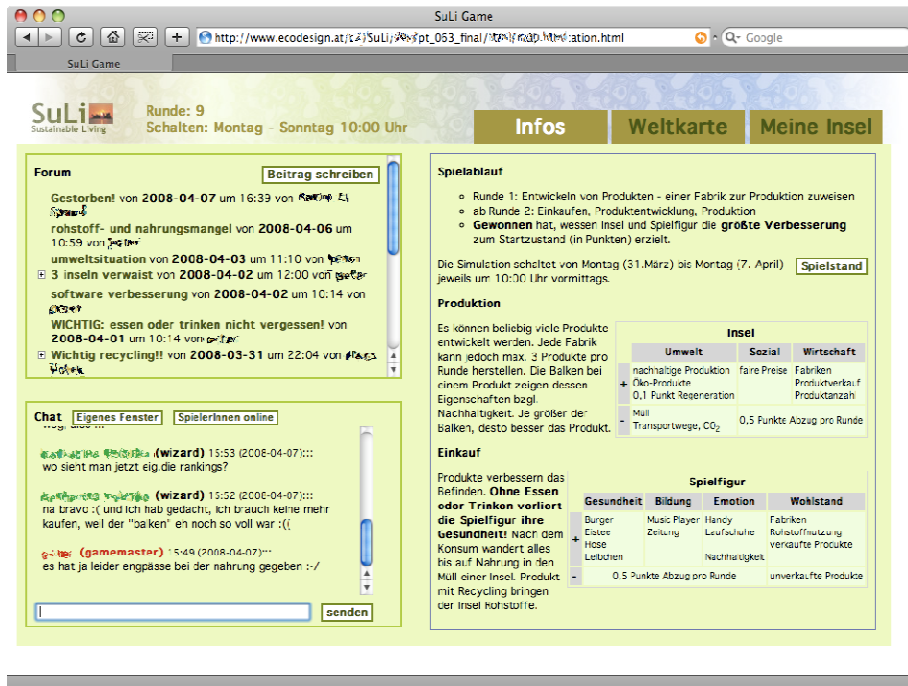 SuLi Game
http://www.ecodesign.at/
Google
SuLi Game
SuLi
Sustainable Living
Runde: 9
Schalten: Montag - Sonntag 10:00 Uhr
Infos
Weltkarte
Meine Insel
Forum
Beitrag schreiben
Gestorben! von 2008-04-07 um 16:39 von
rohstoff- und nahrungsmangel von 2008-04-06 um
10:59 von
umweltsituation von 2008-04-03 um 11:10 von
3 inseln verwaist von 2008-04-02 um 12:00 von
software verbesserung von 2008-04-02 um 10:14 von
WICHTIG: essen oder trinken nicht vergessen! von
2008-04-01 um 10:14 von
Wichtig recycling!! von 2008-03-31 um 22:04 von
Chat
Eigenes Fenster
SpielerInnen online
(wizard) 15:53 (2008-04-07):::
wo sieht man jetzt eig.die rankings?
(wizard) 15:52 (2008-04-07):::
na bravo :( und ich hab gedacht, ich brauch keine mehr
kaufen, weil der "balken" eh noch so voll war :((
(gamemaster) 15:49 (2008-04-07):::
es hat ja leider engpässe bei der nahrung gegeben :-/
senden
Spielablauf
Runde 1: Entwickeln von Produkten - einer Fabrik zur Produktion zuweisen
ab Runde 2: Einkaufen, Produktentwicklung, Produktion
Gewonnen hat, wessen Insel und Spielfigur die größte Verbesserung
zum Startzustand (in Punkten) erzielt.
Die Simulation schaltet von Montag (31.März) bis Montag (7. April)
jeweils um 10:00 Uhr vormittags.
Spielstand
Produktion
Es können beliebig viele Produkte
entwickelt werden. Jede Fabrik
kann jedoch max. 3 Produkte pro
Runde herstellen. Die Balken bei
einem Produkt zeigen dessen
Eigenschaften bzgl.
Nachhaltigkeit. Je größer der
Balken, desto besser das Produkt.
Insel
Umwelt Sozial Wirtschaft
+ nachhaltige Produktion faire Preise Fabriken
Öko-Produkte Produktverkauf
0,1 Punkt Regeneration Produktanzahl
- Müll 0,5 Punkte Abzug pro Runde
Transportwege, CO2
Einkauf
Produkte verbessern das
Befinden. Ohne Essen
oder Trinken verliert
die Spielfigur ihre
Gesundheit! Nach dem
Konsum wandert alles
bis auf Nahrung in den
Müll einer Insel. Produkte
mit Recycling bringen
der Insel Rohstoffe.
Spielfigur
Gesundheit Bildung Emotion Wohlstand
+ Burger Music Player Handy Fabriken
Eistee Zeitung Laufschuhe Rohstoffnutzung
Hose verkaufte Produkte
Leibchen Nachhaltigkeit
- 0,5 Punkte Abzug pro Runde unverkaufte Produkte